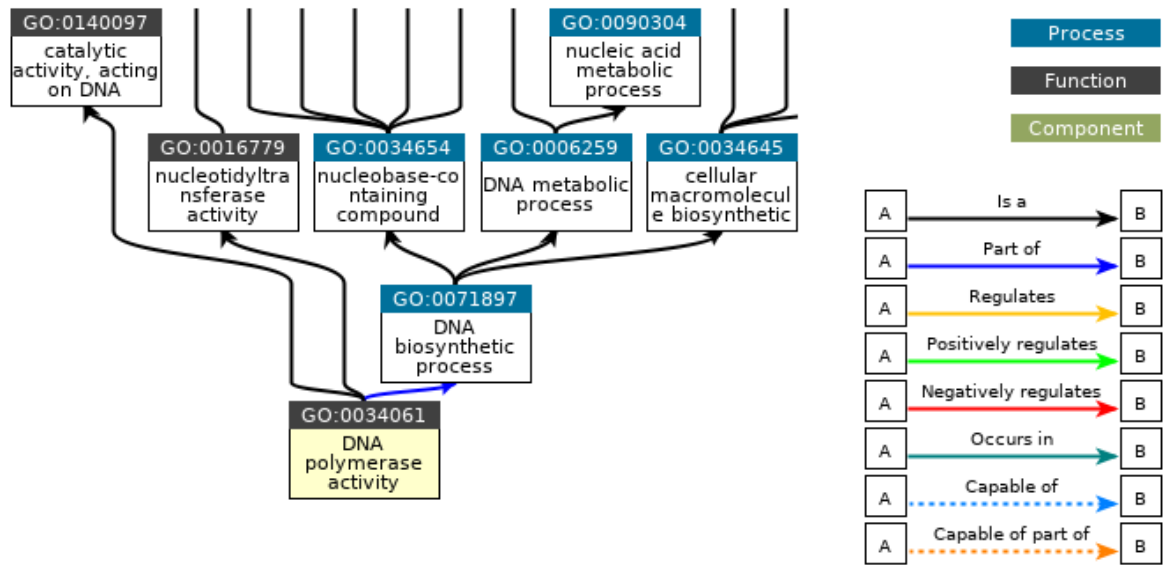 GO:0140097
catalytic
activity, acting
on DNA
GO:0090304
nucleic acid
metabolic
process
GO:0016779
nucleotidyltra
nsferase
activity
GO:0034654
nucleobase-co
ntaining
compound
GO:0006259
DNA metabolic
process
GO:0034645
cellular
macromolecul
e biosynthetic
GO:0071897
DNA
biosynthetic
process
GO:0034061
DNA
polymerase
activity
Process
Function
Component
A Is a B
A Part of B
A Regulates B
A Positively regulates B
A Negatively regulates B
A Occurs in B
A Capable of B
A Capable of part of B